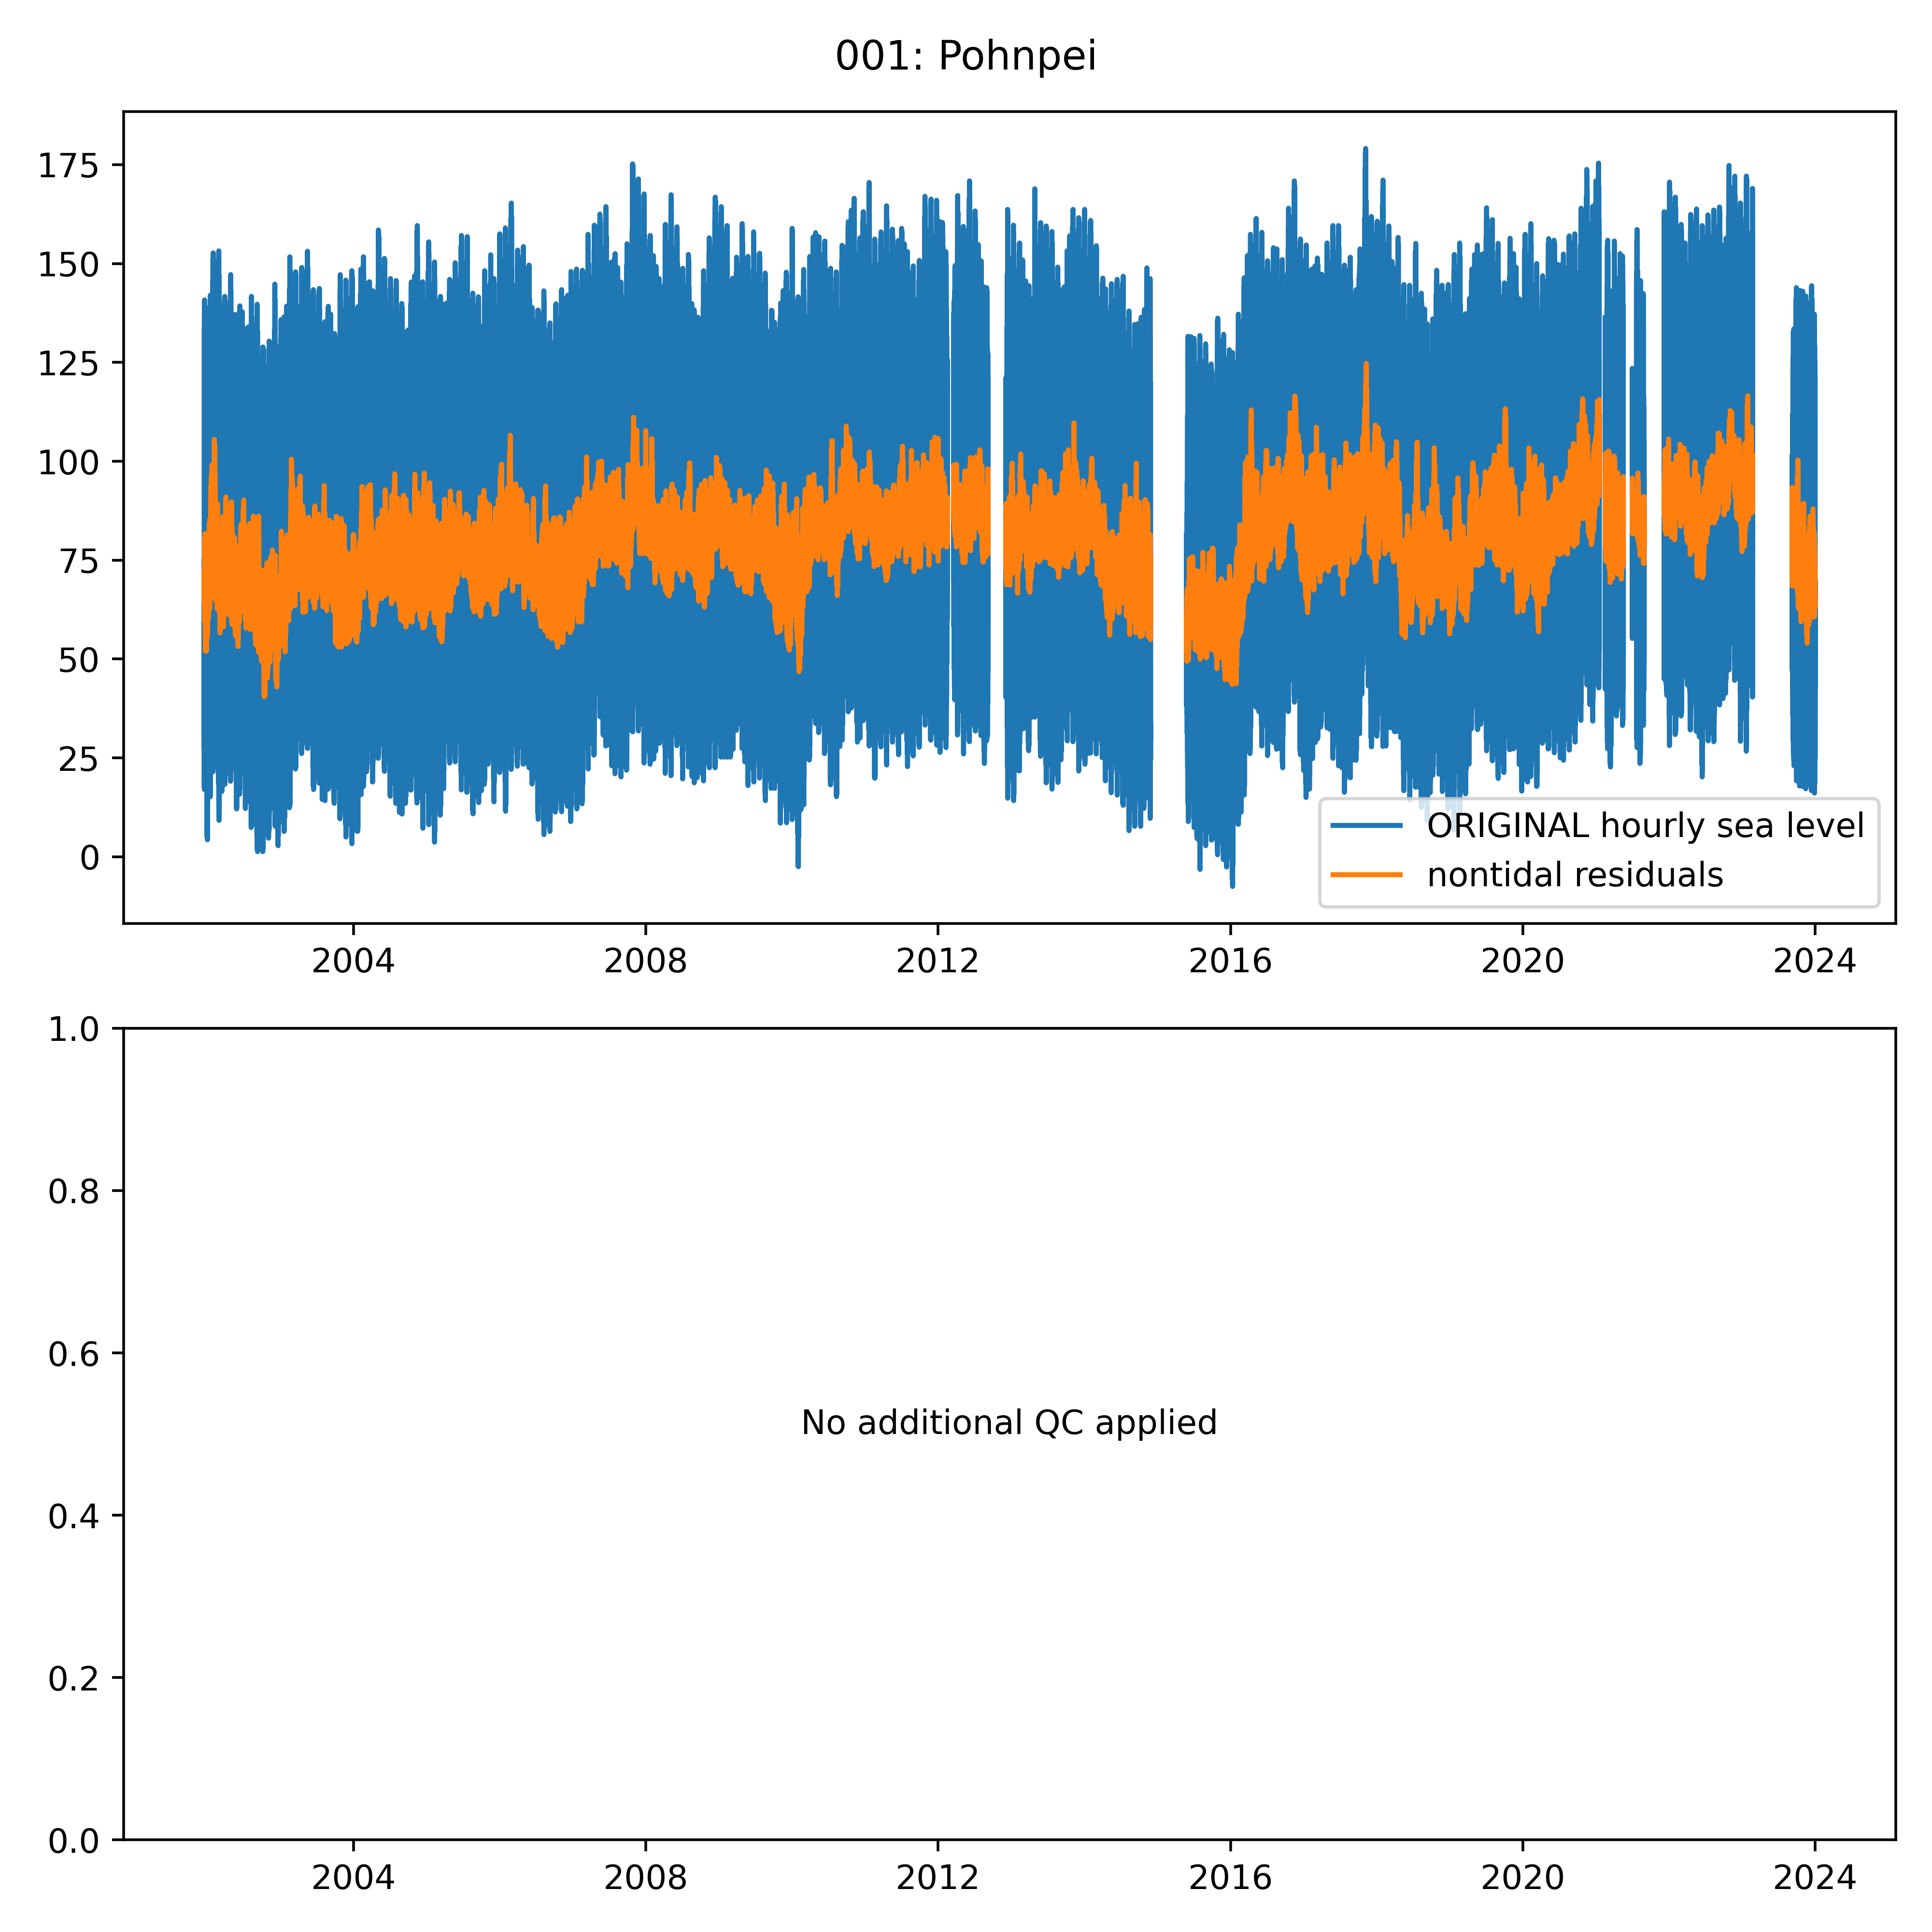 001: Pohnpei
175
150
125
100
75
50
25
0
ORIGINAL hourly sea level
nontidal residuals
2004 2008 2012 2016 2020 2024
1.0
0.8
0.6
No additional QC applied
0.4
0.2
0.0
2004 2008 2012 2016 2020 2024